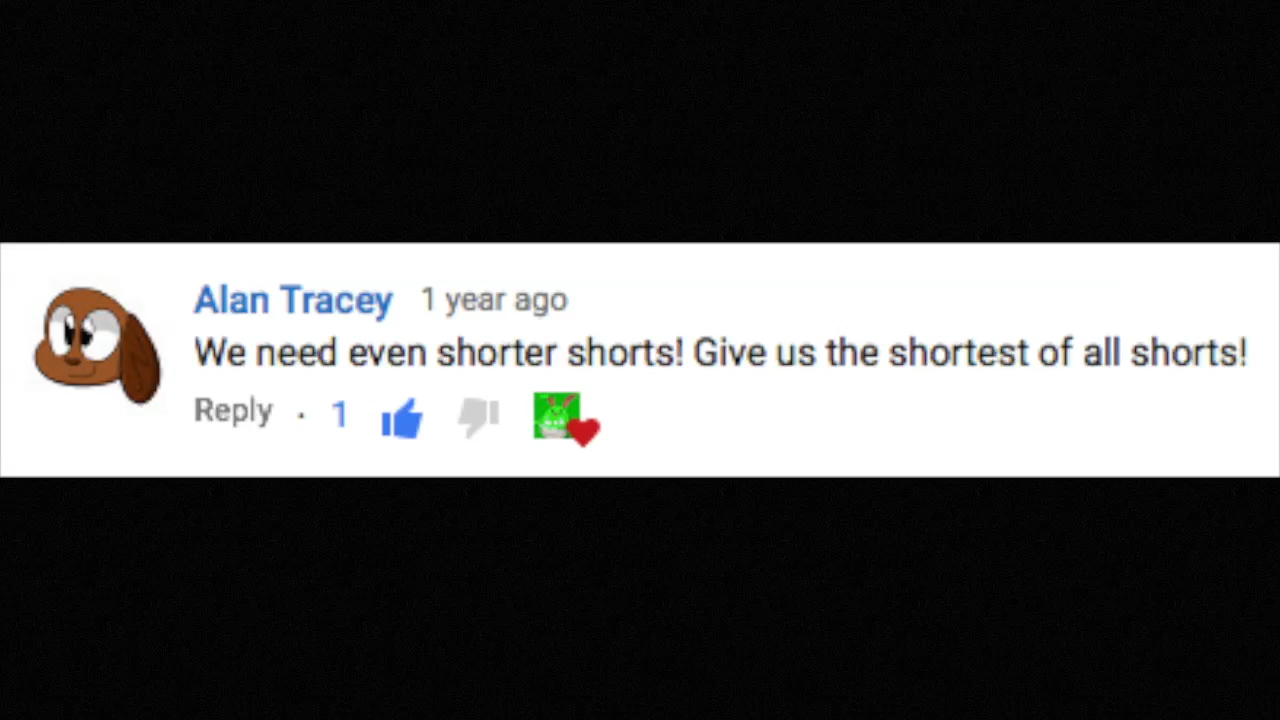 Alan Tracey 1 year ago
We need even shorter shorts! Give us the shortest of all shorts!
Reply · 1